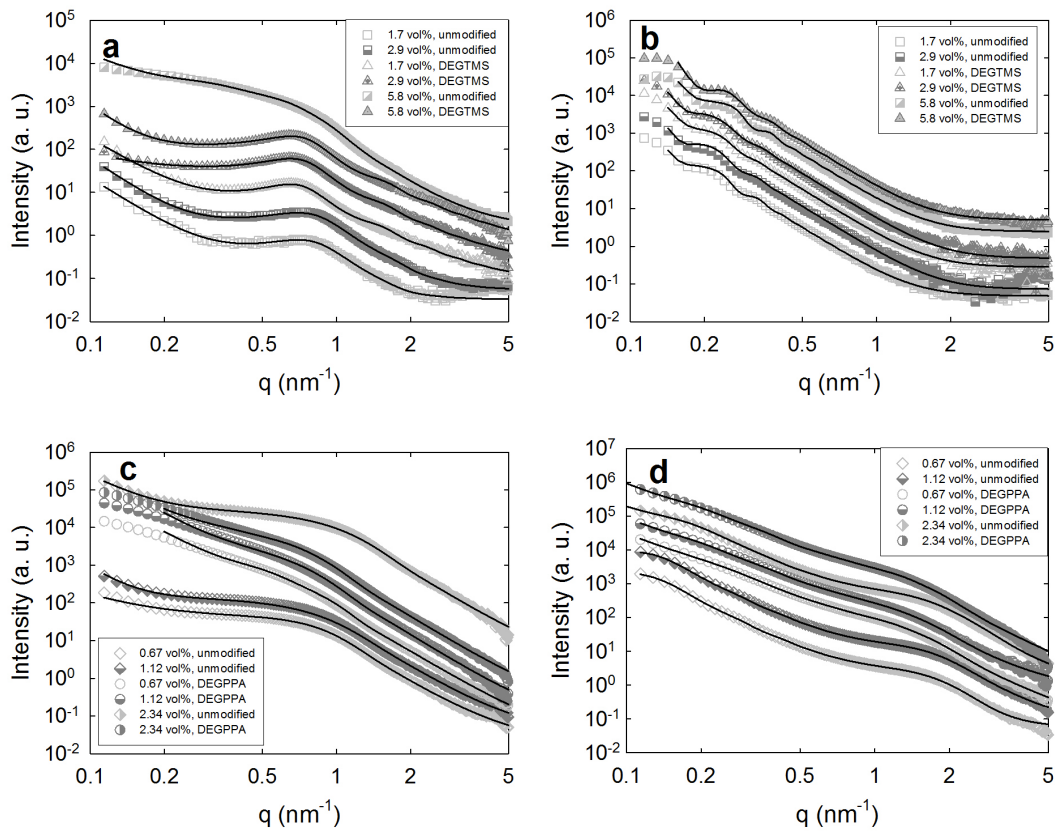 a
10^5
10^4
10^3
10^2
10^1
10^0
10^-1
10^-2
Intensity (a. u.)
1.7 vol%, unmodified
2.9 vol%, unmodified
1.7 vol%, DEGTMS
2.9 vol%, DEGTMS
5.8 vol%, unmodified
5.8 vol%, DEGTMS
0.1 0.2 0.5 1 2 5
q (nm^-1)
b
10^6
10^5
10^4
10^3
10^2
10^1
10^0
10^-1
10^-2
Intensity (a. u.)
1.7 vol%, unmodified
2.9 vol%, unmodified
1.7 vol%, DEGTMS
2.9 vol%, DEGTMS
5.8 vol%, unmodified
5.8 vol%, DEGTMS
0.1 0.2 0.5 1 2 5
q (nm^-1)
c
10^6
10^5
10^4
10^3
10^2
10^1
10^0
10^-1
10^-2
Intensity (a. u.)
0.67 vol%, unmodified
1.12 vol%, unmodified
0.67 vol%, DEGPPA
1.12 vol%, DEGPPA
2.34 vol%, unmodified
2.34 vol%, DEGPPA
0.1 0.2 0.5 1 2 5
q (nm^-1)
d
10^7
10^6
10^5
10^4
10^3
10^2
10^1
10^0
10^-1
10^-2
Intensity (a. u.)
0.67 vol%, unmodified
1.12 vol%, unmodified
0.67 vol%, DEGPPA
1.12 vol%, DEGPPA
2.34 vol%, unmodified
2.34 vol%, DEGPPA
0.1 0.2 0.5 1 2 5
q (nm^-1)